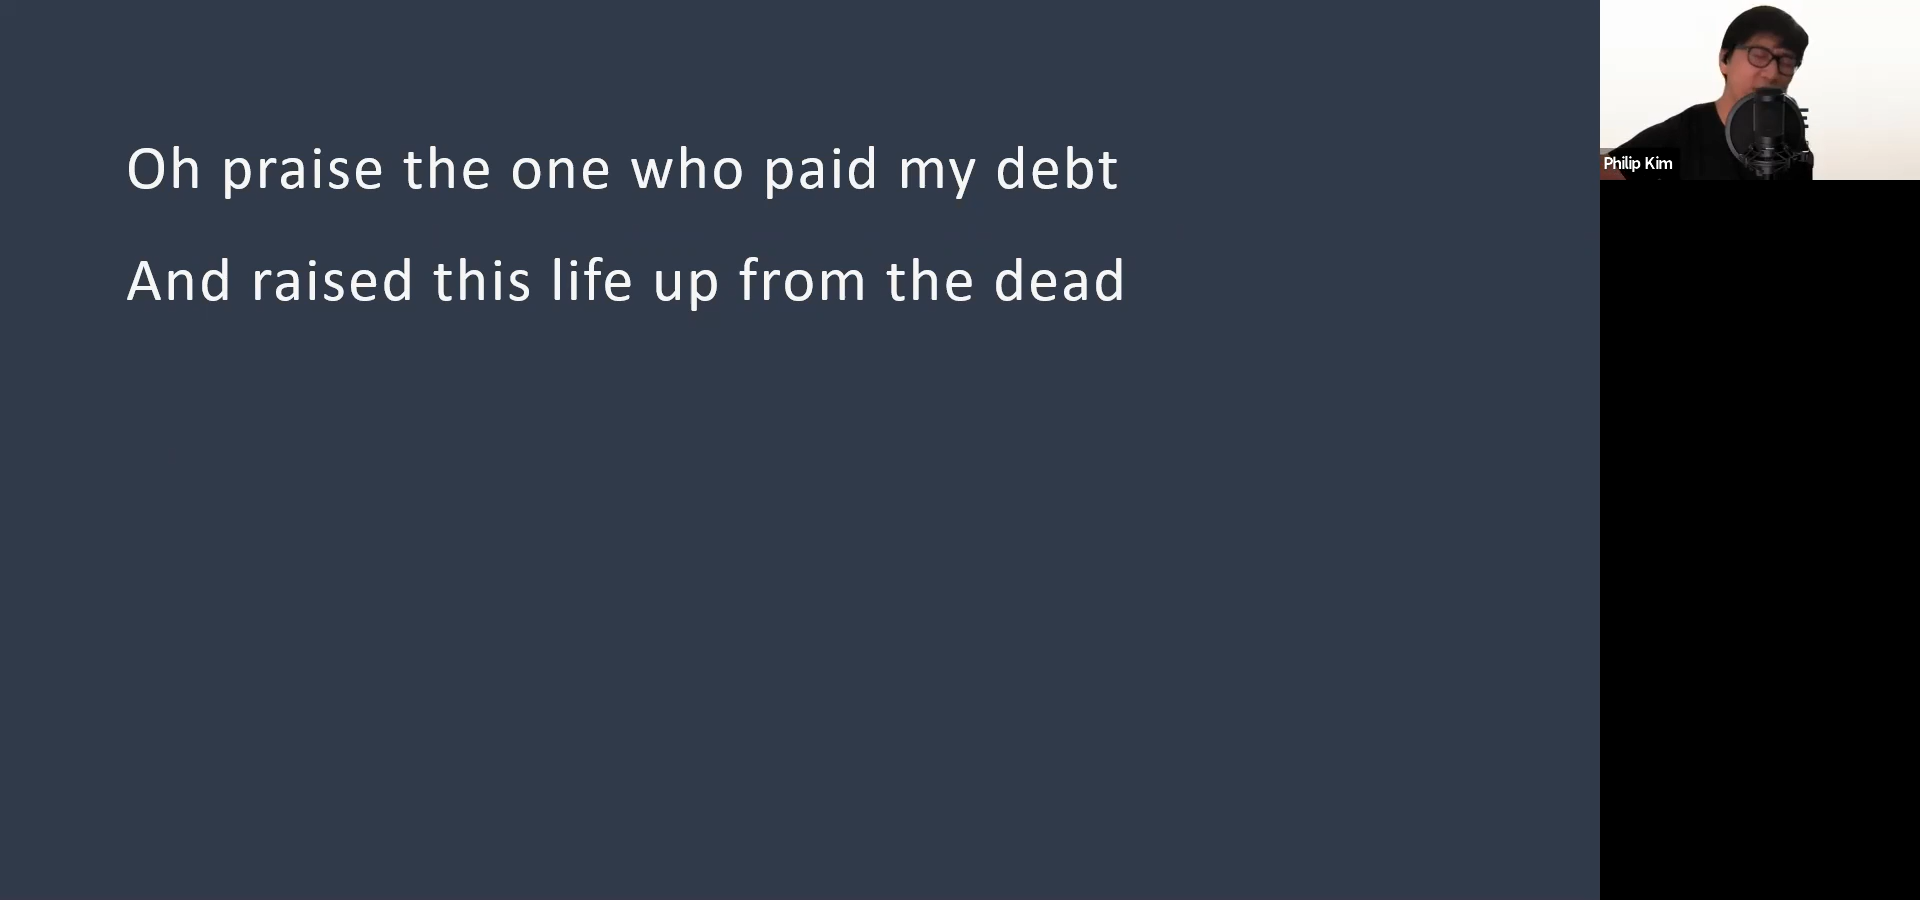 Oh praise the one who paid my debt
And raised this life up from the dead
Philip Kim